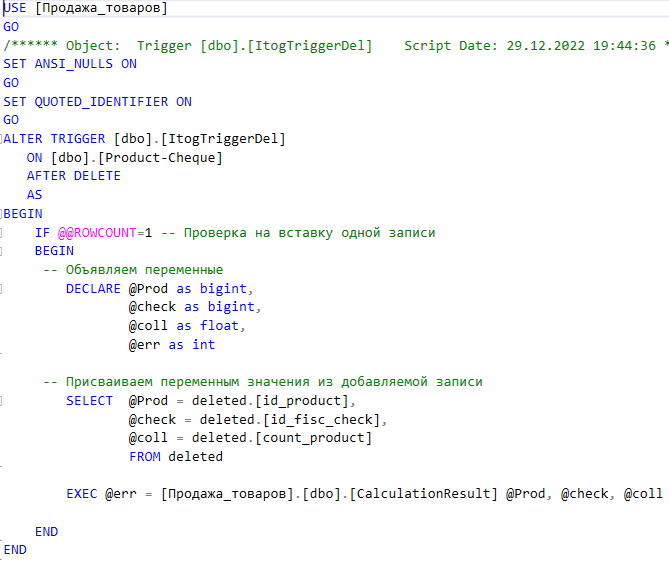 USE [Продажа_товаров]
GO
/****** Object:  Trigger [dbo].[ItogTriggerDel]    Script Date: 29.12.2022 19:44:36 *
SET ANSI_NULLS ON
GO
SET QUOTED_IDENTIFIER ON
GO
ALTER TRIGGER [dbo].[ItogTriggerDel]
ON [dbo].[Product-Cheque]
AFTER DELETE
AS
BEGIN
IF @@ROWCOUNT=1 -- Проверка на вставку одной записи
BEGIN
-- Объявляем переменные
DECLARE @Prod as bigint,
@check as bigint,
@coll as float,
@err as int
-- Присваиваем переменным значения из добавляемой записи
SELECT  @Prod = deleted.[id_product],
@check = deleted.[id_fisc_check],
@coll = deleted.[count_product]
FROM deleted
EXEC @err = [Продажа_товаров].[dbo].[CalculationResult] @Prod, @check, @coll
END
END